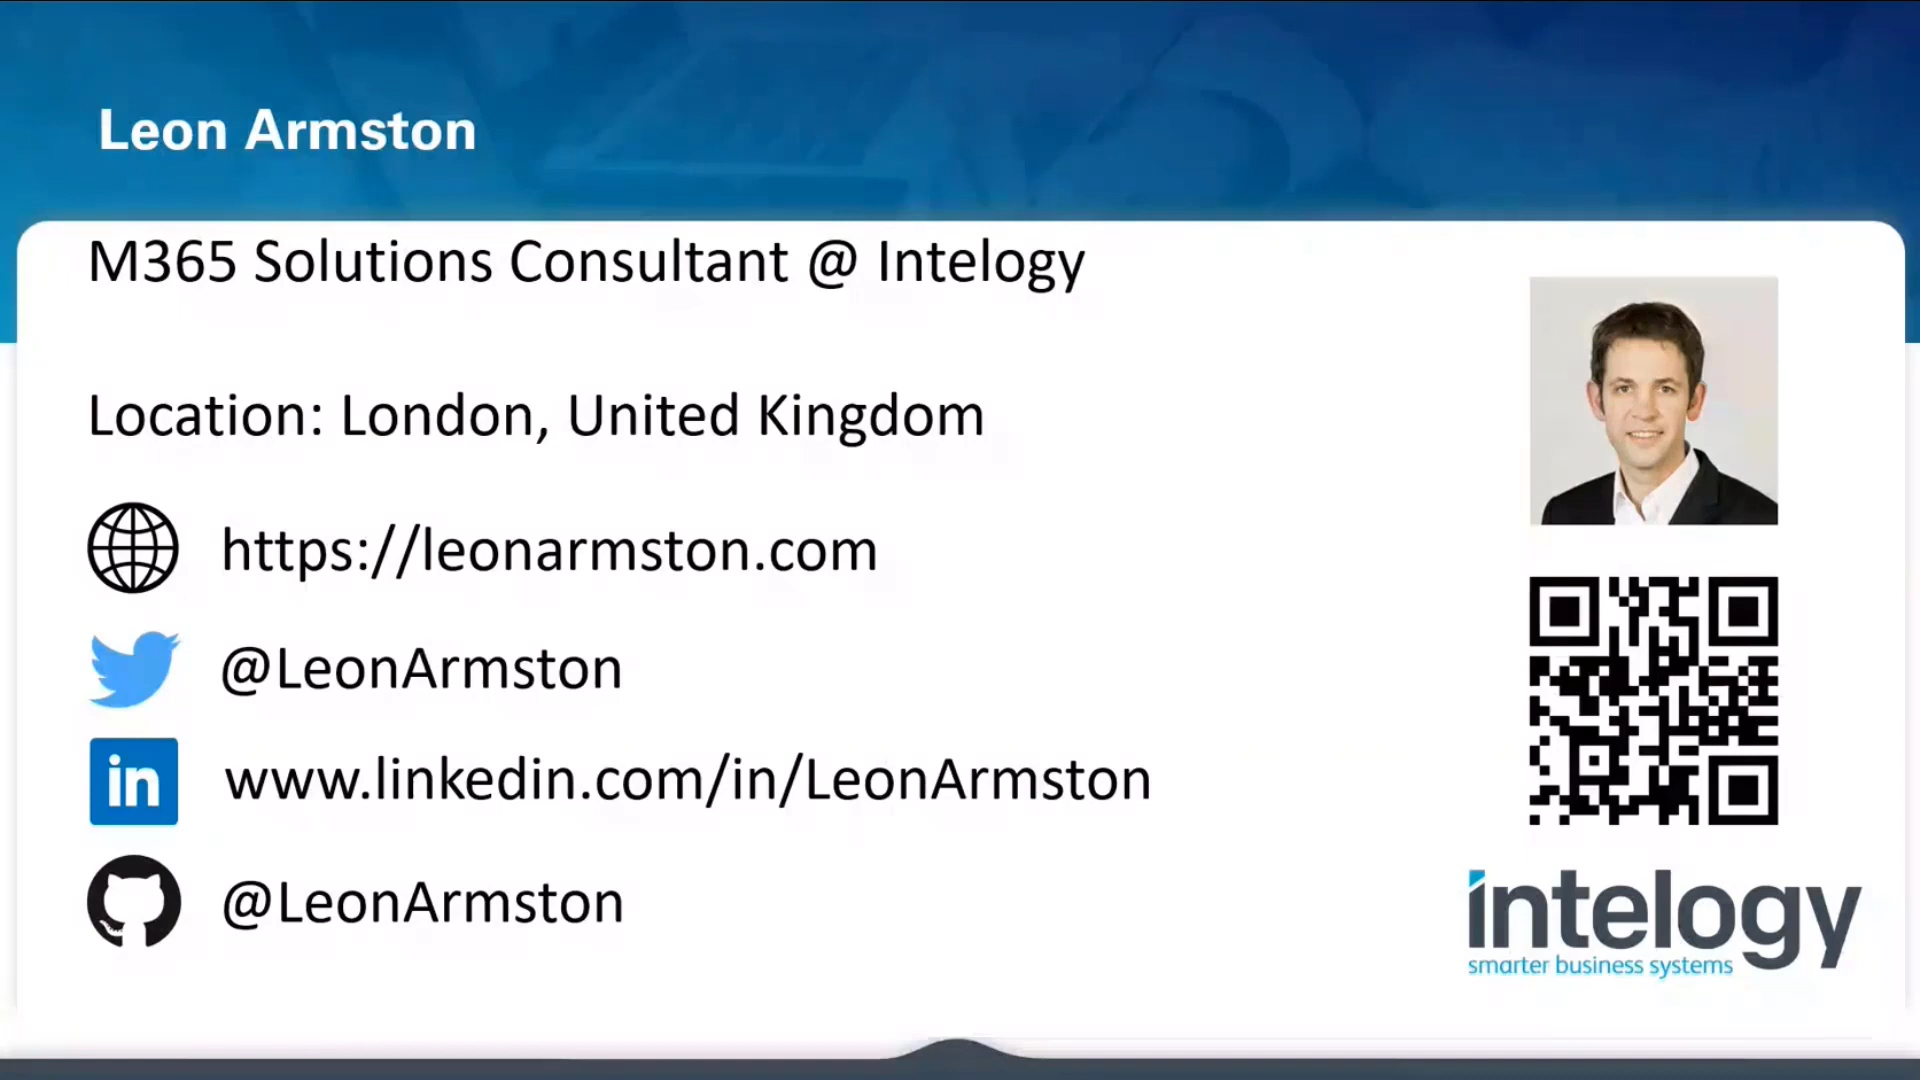 Leon Armston
M365 Solutions Consultant @ Intelogy
Location: London, United Kingdom
https://leonarmston.com
@LeonArmston
in
www.linkedin.com/in/LeonArmston
@LeonArmston
intelogy
smarter business systems